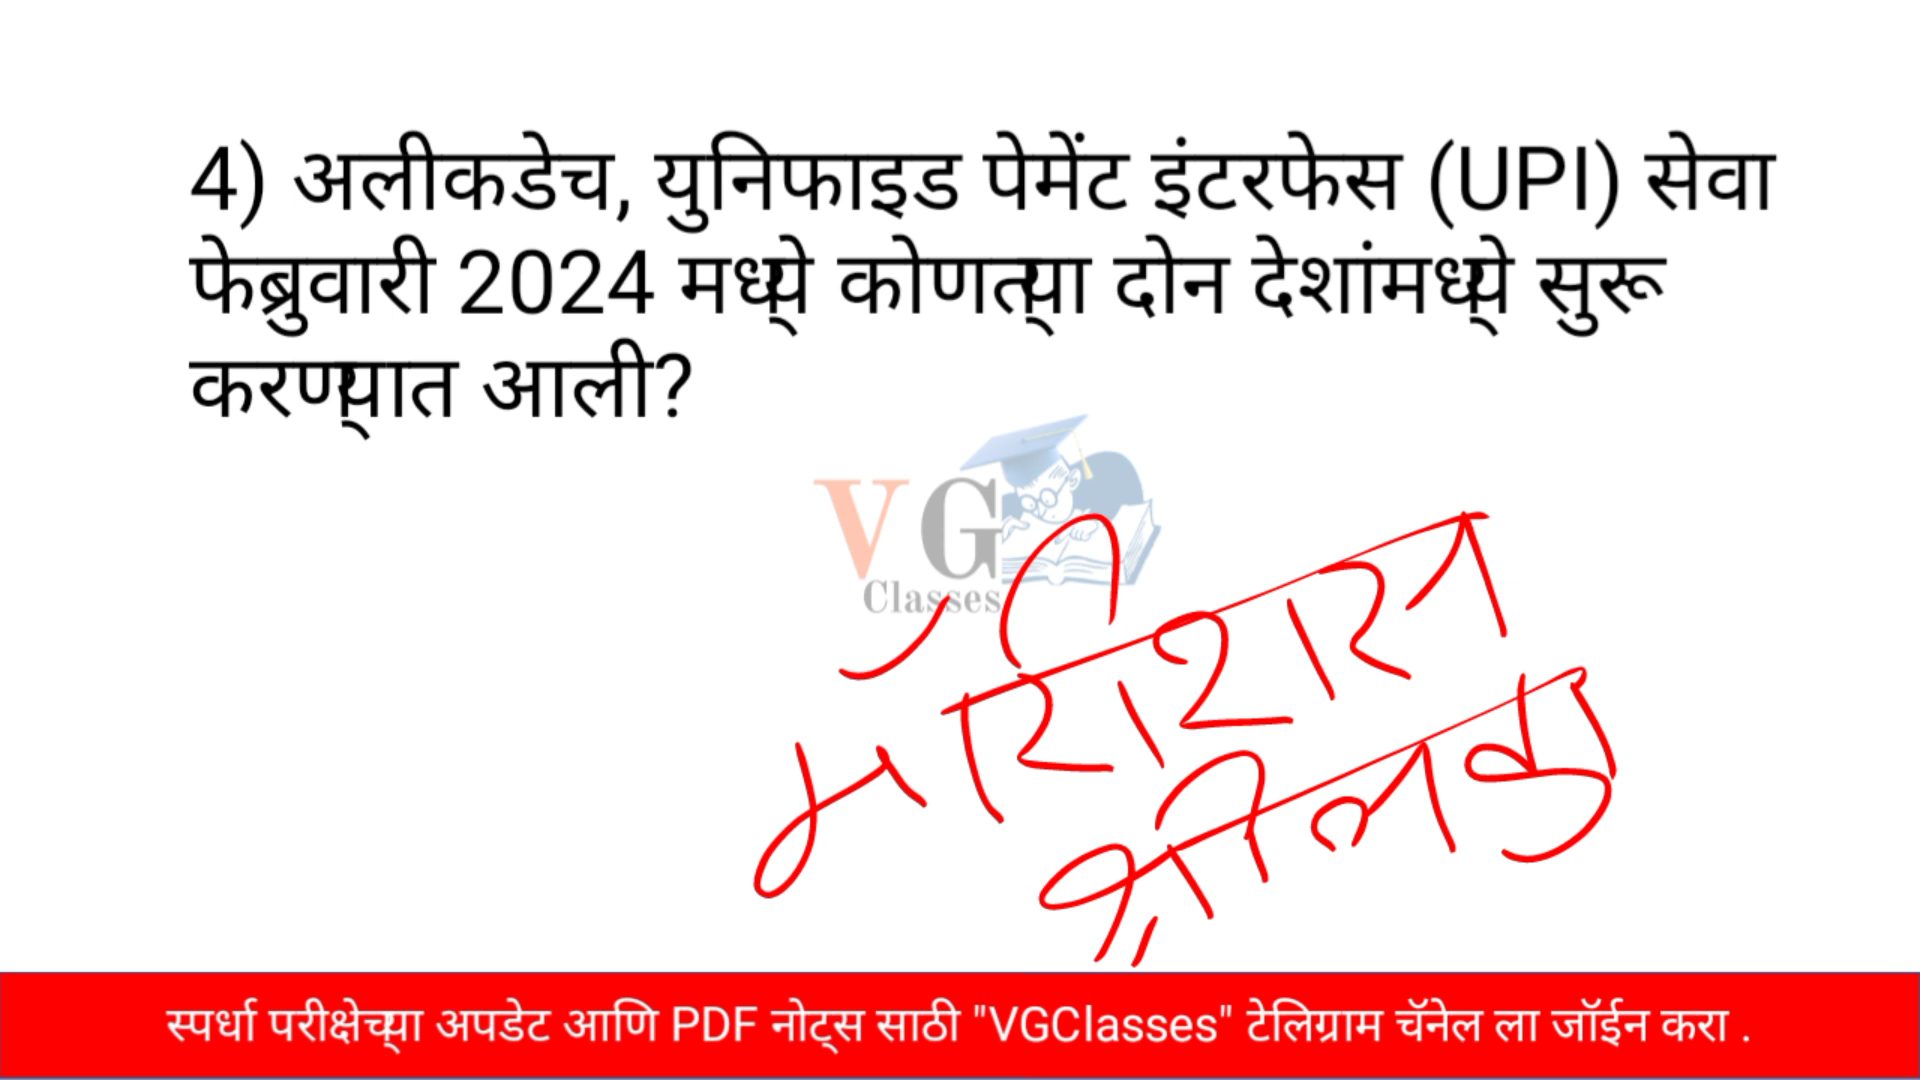 4) अलीकडेच, युनिफाइड पेमेंट इंटरफेस (UPI) सेवा
फेब्रुवारी 2024 मध्ये कोणत्या दोन देशांमध्ये सुरू
करण्यात आली?
VG
Classes
स्पर्धा परीक्षेच्या अपडेट आणि PDF नोट्स साठी "VGClasses" टेलिग्राम चॅनेल ला जॉईन करा .